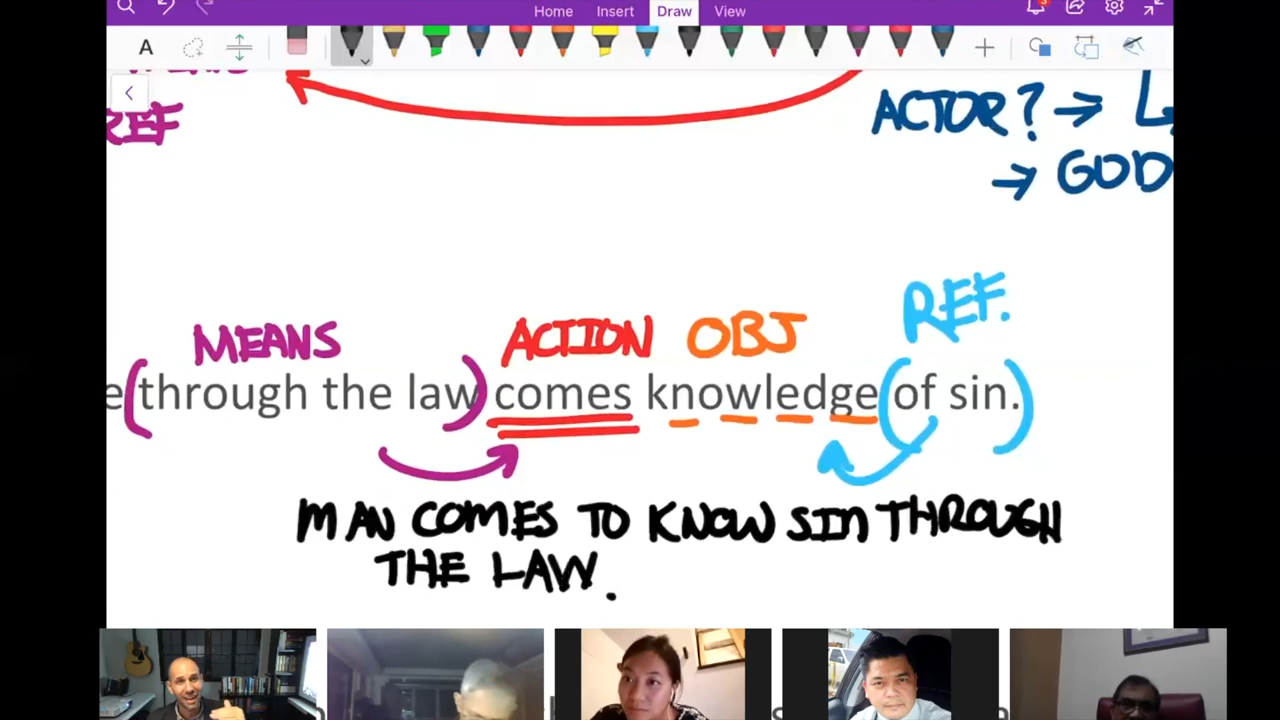 Home Insert Draw View
A
REF
ACTOR? →
→ GOD
REF.
MEANS ACTION OBJ
e (through the law) comes knowledge (of sin.)
MAN COMES TO KNOW SIN THROUGH
THE LAW.